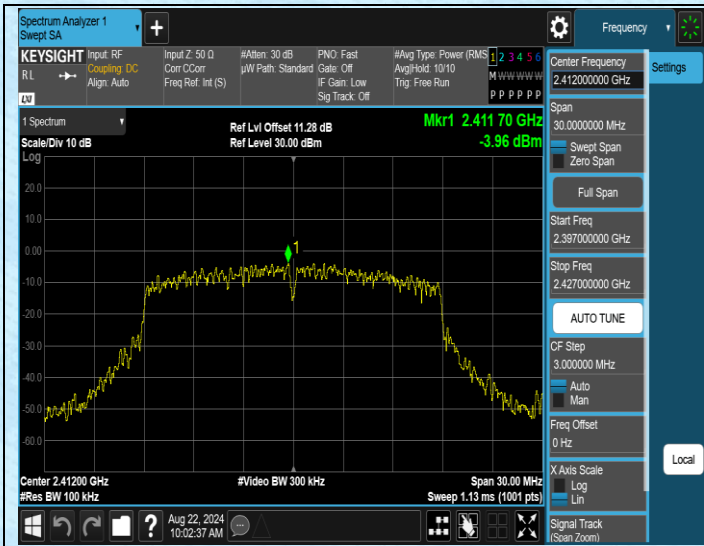 Spectrum Analyzer 1
Swept SA
+
Frequency
KEYSIGHT
RL
LXI
Input: RF
Coupling: DC
Align: Auto
Input Z: 50 Ω
Corr CCorr
Freq Ref: Int (S)
#Atten: 30 dB
µW Path: Standard
PNO: Fast
Gate: Off
IF Gain: Low
Sig Track: Off
#Avg Type: Power (RMS
Avg|Hold: 10/10
Trig: Free Run
1 2 3 4 5 6
M W W W W W
P P P P P P
1 Spectrum
Scale/Div 10 dB
Log
Ref Lvl Offset 11.28 dB
Ref Level 30.00 dBm
Mkr1 2.411 70 GHz
-3.96 dBm
20.0
10.0
0.00
1
-10.0
-20.0
-30.0
-40.0
-50.0
-60.0
Center 2.41200 GHz
#Res BW 100 kHz
#Video BW 300 kHz
Span 30.00 MHz
Sweep 1.13 ms (1001 pts)
?
Aug 22, 2024
10:02:37 AM
Center Frequency
2.412000000 GHz
Span
30.0000000 MHz
Swept Span
Zero Span
Full Span
Start Freq
2.397000000 GHz
Stop Freq
2.427000000 GHz
AUTO TUNE
CF Step
3.000000 MHz
Auto
Man
Freq Offset
0 Hz
X Axis Scale
Log
Lin
Signal Track
(Span Zoom)
Settings
Local